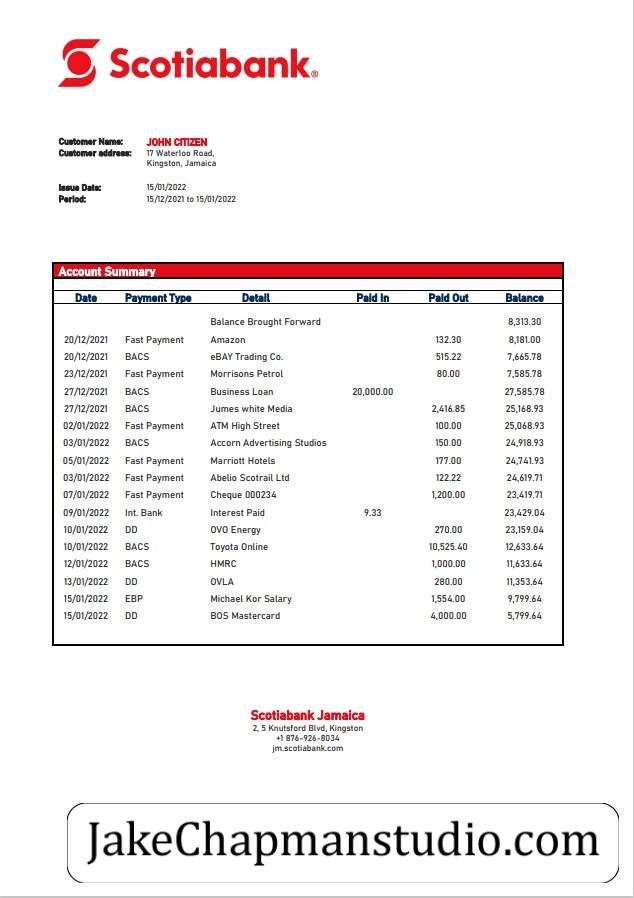 Scotiabank®
Customer Name: JOHN CITIZEN
Customer address: 17 Waterloo Road,
Kingston, Jamaica
Issue Date: 15/01/2022
Period: 15/12/2021 to 15/01/2022
Account Summary
Date Payment Type Detail Paid In Paid Out Balance
Balance Brought Forward 8,313.30
20/12/2021 Fast Payment Amazon 132.30 8,181.00
20/12/2021 BACS eBAY Trading Co. 515.22 7,665.78
23/12/2021 Fast Payment Morrisons Petrol 80.00 7,585.78
27/12/2021 BACS Business Loan 20,000.00 27,585.78
27/12/2021 BACS Jumes white Media 2,416.85 25,168.93
02/01/2022 Fast Payment ATM High Street 100.00 25,068.93
03/01/2022 BACS Accorn Advertising Studios 150.00 24,918.93
05/01/2022 Fast Payment Marriott Hotels 177.00 24,741.93
03/01/2022 Fast Payment Abelio Scotrail Ltd 122.22 24,619.71
07/01/2022 Fast Payment Cheque 000234 1,200.00 23,419.71
09/01/2022 Int. Bank Interest Paid 9.33 23,429.04
10/01/2022 DD OVO Energy 270.00 23,159.04
10/01/2022 BACS Toyota Online 10,525.40 12,633.64
12/01/2022 BACS HMRC 1,000.00 11,633.64
13/01/2022 DD OVLA 280.00 11,353.64
15/01/2022 EBP Michael Kor Salary 1,554.00 9,799.64
15/01/2022 DD BOS Mastercard 4,000.00 5,799.64
Scotiabank Jamaica
2, 5 Knutsford Blvd, Kingston
+1 876-926-8034
jm.scotiabank.com
JakeChapmanstudio.com